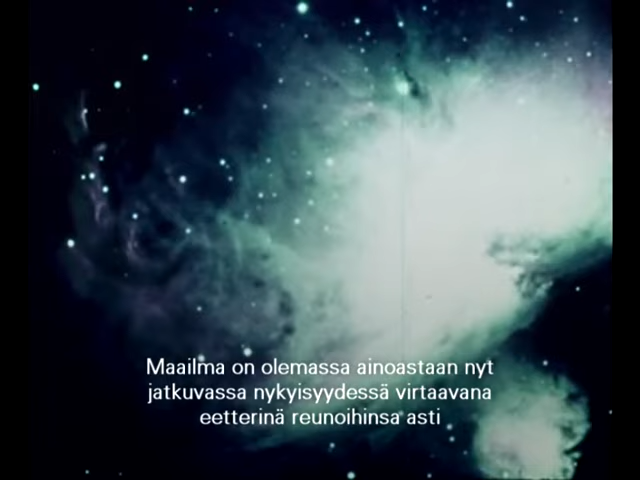 Maailma on olemassa ainoastaan nyt
jatkuvassa nykyisyydessä virtaavana
eetterinä reunoihinsa asti